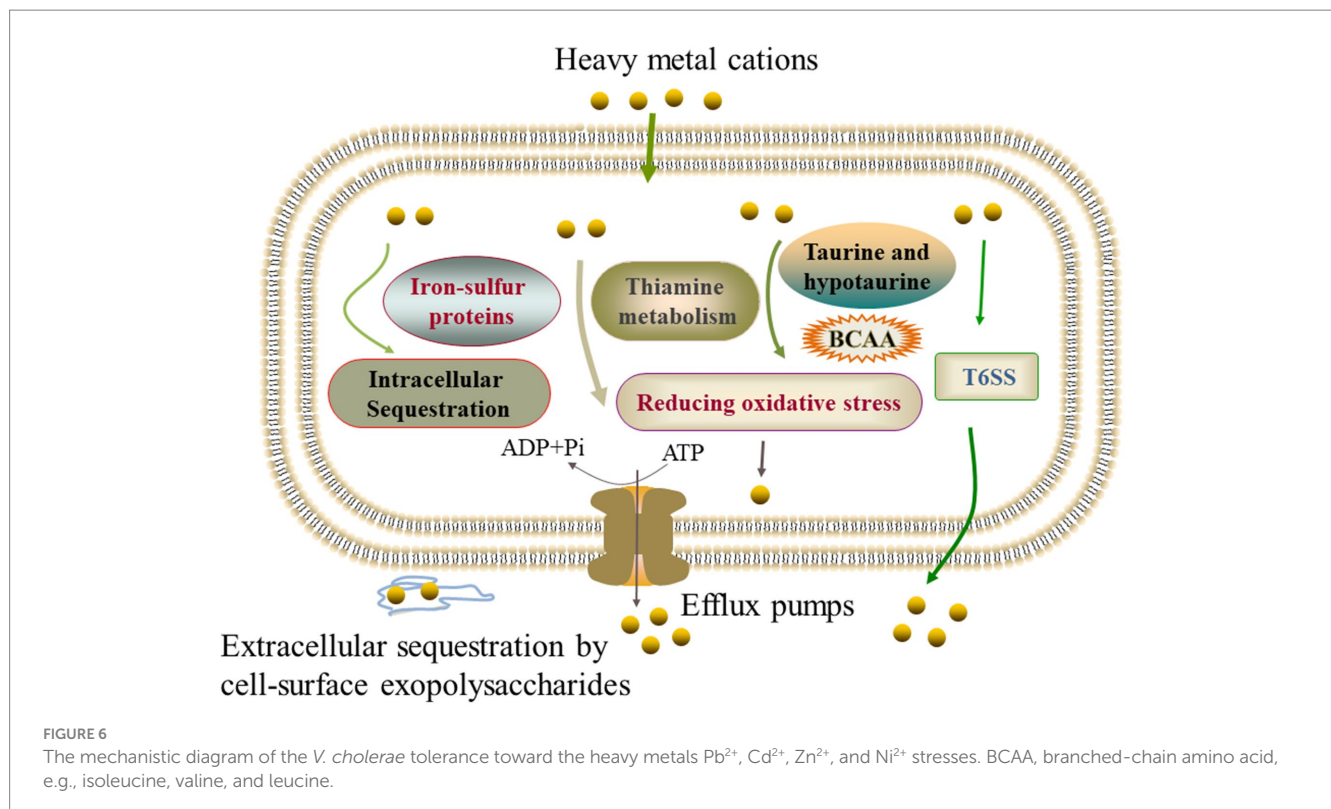 Heavy metal cations
Taurine and
hypotaurine
Iron-sulfur
proteins
Thiamine
metabolism
BCAA
Intracellular
Sequestration
Reducing oxidative stress
T6SS
ADP+Pi
ATP
Efflux pumps
Extracellular sequestration by
cell-surface exopolysaccharides
FIGURE 6
The mechanistic diagram of the V. cholerae tolerance toward the heavy metals Pb²⁺, Cd²⁺, Zn²⁺, and Ni²⁺ stresses. BCAA, branched-chain amino acid,
e.g., isoleucine, valine, and leucine.